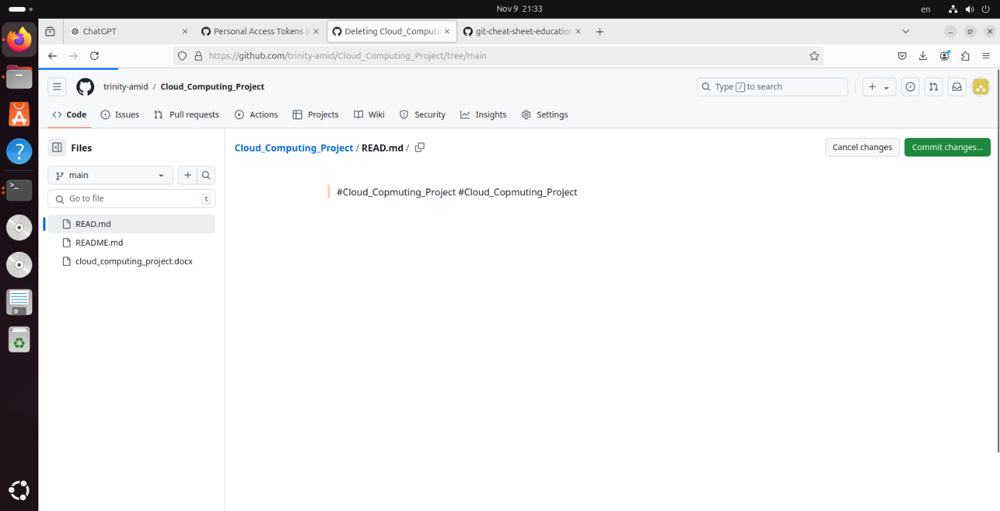 Nov 9 21:33
en
ChatGPT
Personal Access Tokens (
Deleting Cloud_Computin
git-cheat-sheet-education
https://github.com/trinity-amid/Cloud_Computing_Project/tree/main
trinity-amid / Cloud_Computing_Project
Type / to search
Code
Issues
Pull requests
Actions
Projects
Wiki
Security
Insights
Settings
Files
main
Go to file
t
READ.md
README.md
cloud_computing_project.docx
Cloud_Computing_Project / READ.md /
Cancel changes
Commit changes...
#Cloud_Copmuting_Project #Cloud_Copmuting_Project